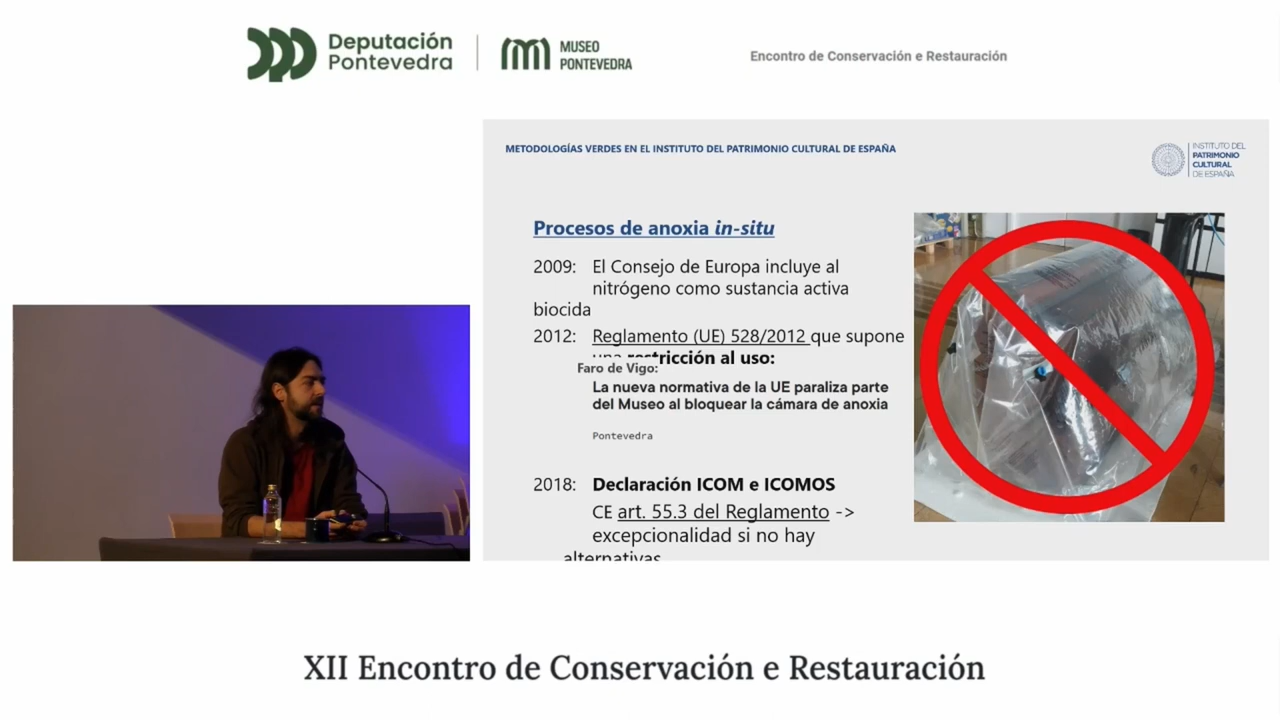 Deputación
Pontevedra
MUSEO
PONTEVEDRA
Encontro de Conservación e Restauración
METODOLOGÍAS VERDES EN EL INSTITUTO DEL PATRIMONIO CULTURAL DE ESPAÑA
INSTITUTO DEL
PATRIMONIO
CULTURAL
DE ESPAÑA
Procesos de anoxia in-situ
2009: El Consejo de Europa incluye al
nitrógeno como sustancia activa
biocida
2012: Reglamento (UE) 528/2012 que supone
una restricción al uso:
Faro de Vigo:
La nueva normativa de la UE paraliza parte
del Museo al bloquear la cámara de anoxia
Pontevedra
2018: Declaración ICOM e ICOMOS
CE art. 55.3 del Reglamento ->
excepcionalidad si no hay
alternativas
XII Encontro de Conservación e Restauración